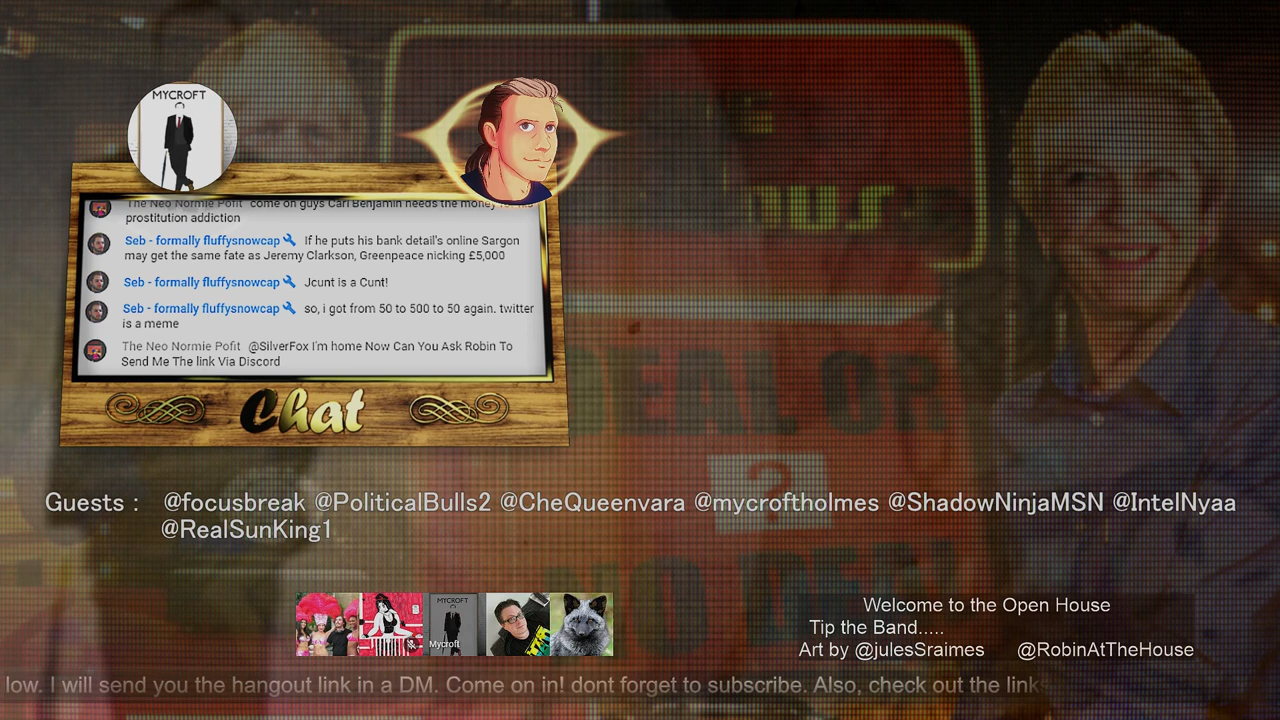 MYCROFT
The Neo Normie Pofit come on guys Carl Benjamin needs the money for his
prostitution addiction
Seb - formally fluffysnowcap If he puts his bank detail's online Sargon
may get the same fate as Jeremy Clarkson, Greenpeace nicking £5,000
Seb - formally fluffysnowcap Jcunt is a Cunt!
Seb - formally fluffysnowcap so, i got from 50 to 500 to 50 again. twitter
is a meme
The Neo Normie Pofit @SilverFox I'm home Now Can You Ask Robin To
Send Me The link Via Discord
Chat
DEAL OR
?
NO DEAL
Guests : @focusbreak @PoliticalBulls2 @CheQueenvara @mycroftholmes @ShadowNinjaMSN @IntelNyaa
@RealSunKing1
MYCROFT
Mycroft
Welcome to the Open House
Tip the Band.....
Art by @julesSraimes @RobinAtTheHouse
low. I will send you the hangout link in a DM. Come on in! dont forget to subscribe. Also, check out the links